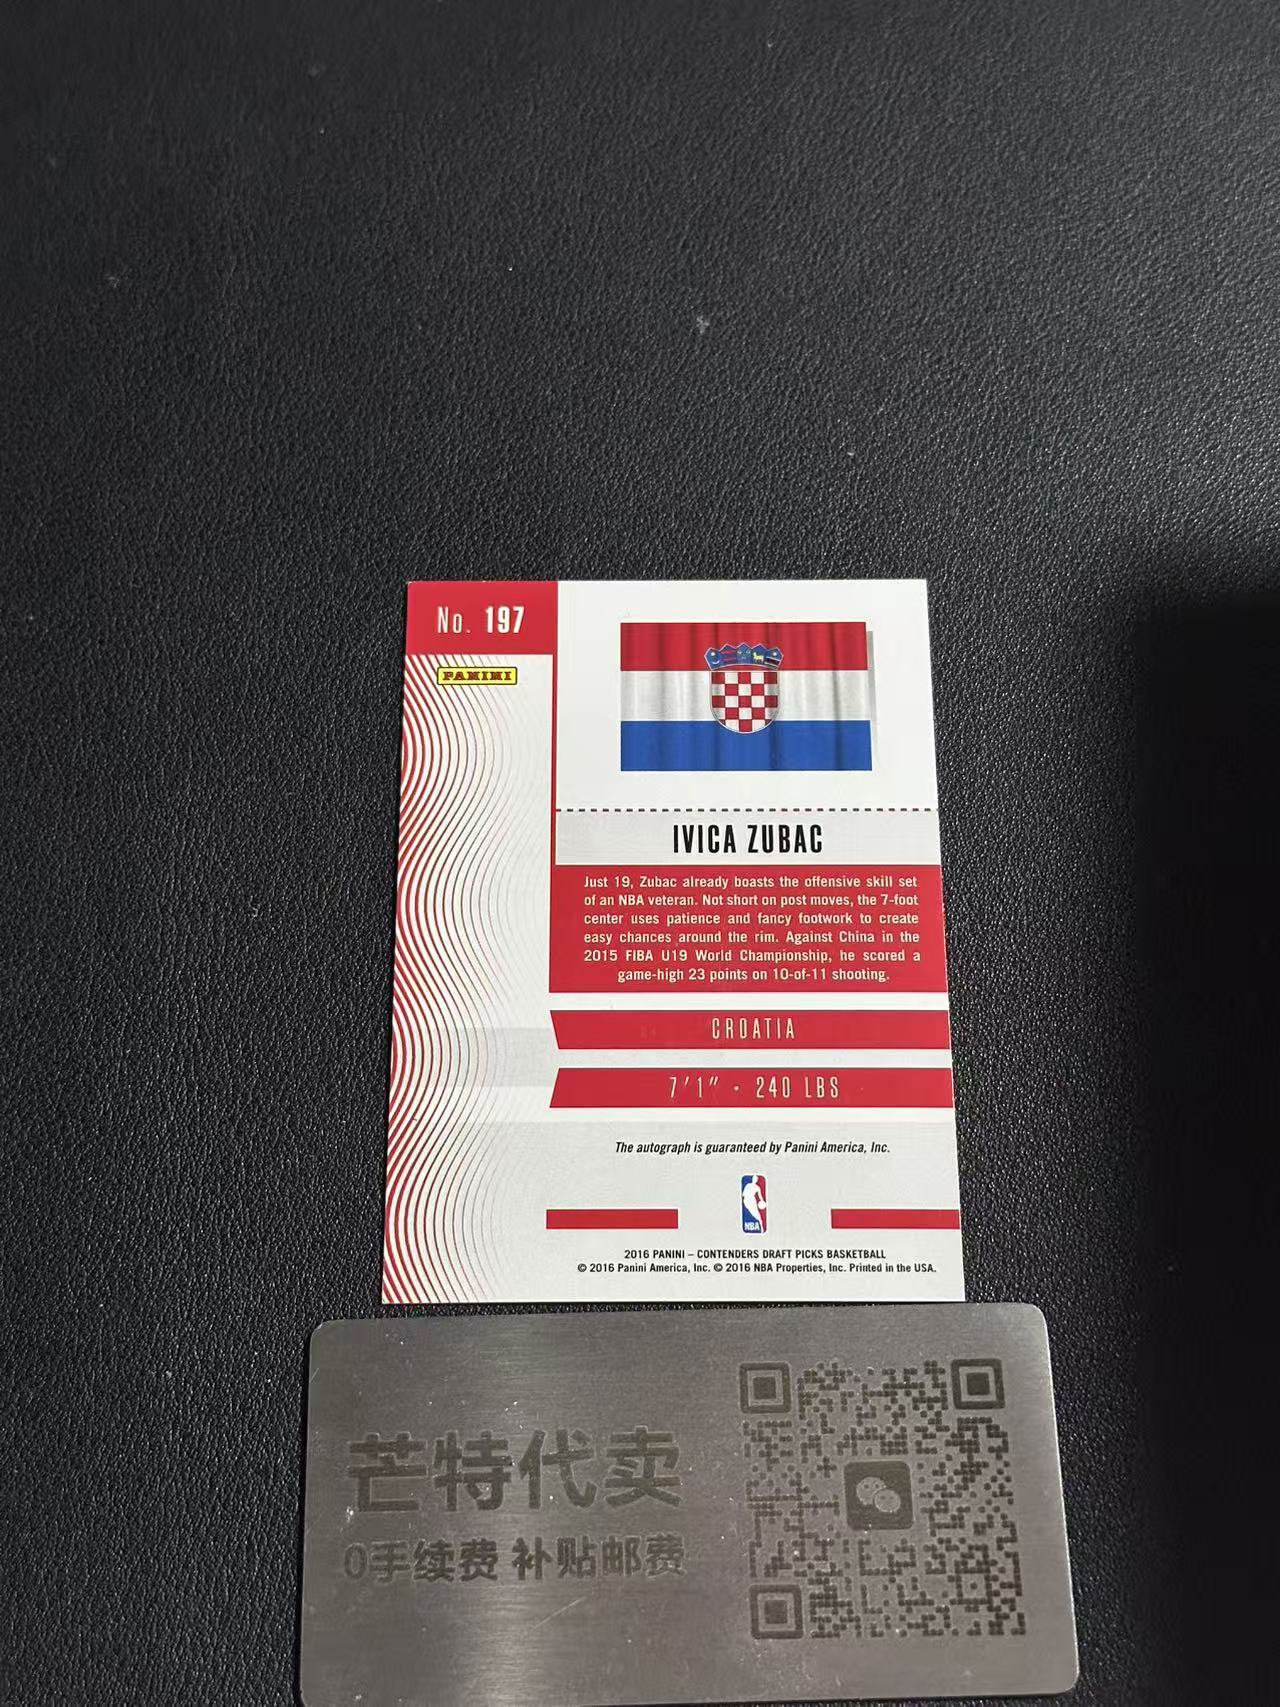 No. 197
PANINI
IVICA ZUBAC
Just 19, Zubac already boasts the offensive skill set
of an NBA veteran. Not short on post moves, the 7-foot
center uses patience and fancy footwork to create
easy chances around the rim. Against China in the
2015 FIBA U19 World Championship, he scored a
game-high 23 points on 10-of-11 shooting.
CROATIA
7'1" • 240 LBS
The autograph is guaranteed by Panini America, Inc.
NBA
2016 PANINI – CONTENDERS DRAFT PICKS BASKETBALL
© 2016 Panini America, Inc. © 2016 NBA Properties, Inc. Printed in the USA.
芒特代卖
0手续费 补贴邮费